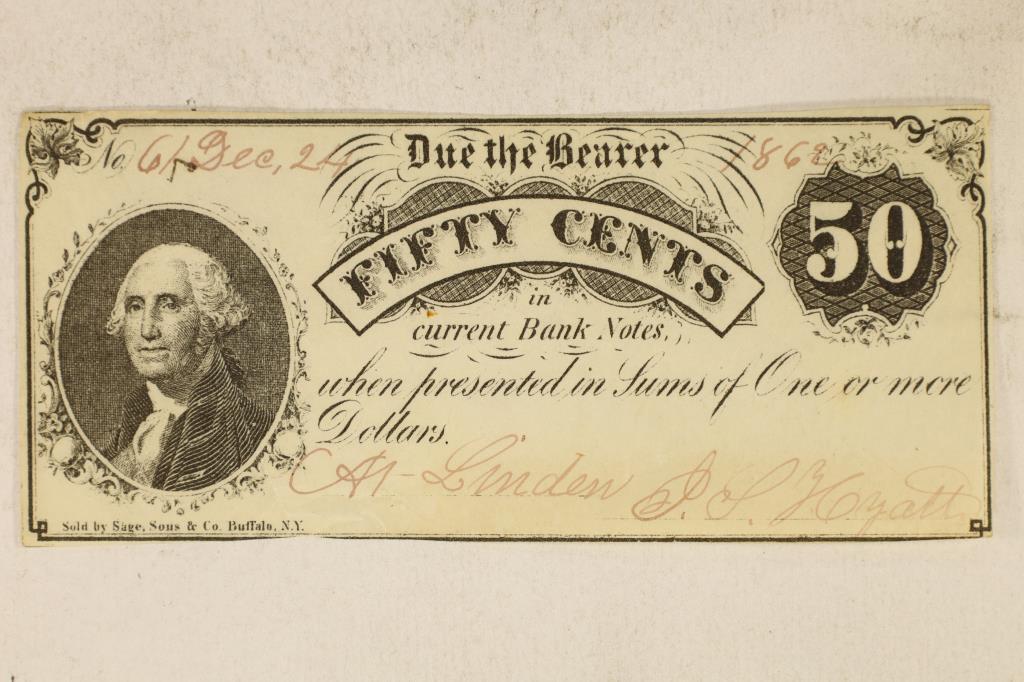 No 61 Dec, 24 Due the Bearer 1862
FIFTY CENTS
50
in
current Bank Notes,
when presented in Sums of One or more
Dollars.
At Linden J. S. Hyatt
Sold by Sage, Sons & Co. Buffalo, N.Y.